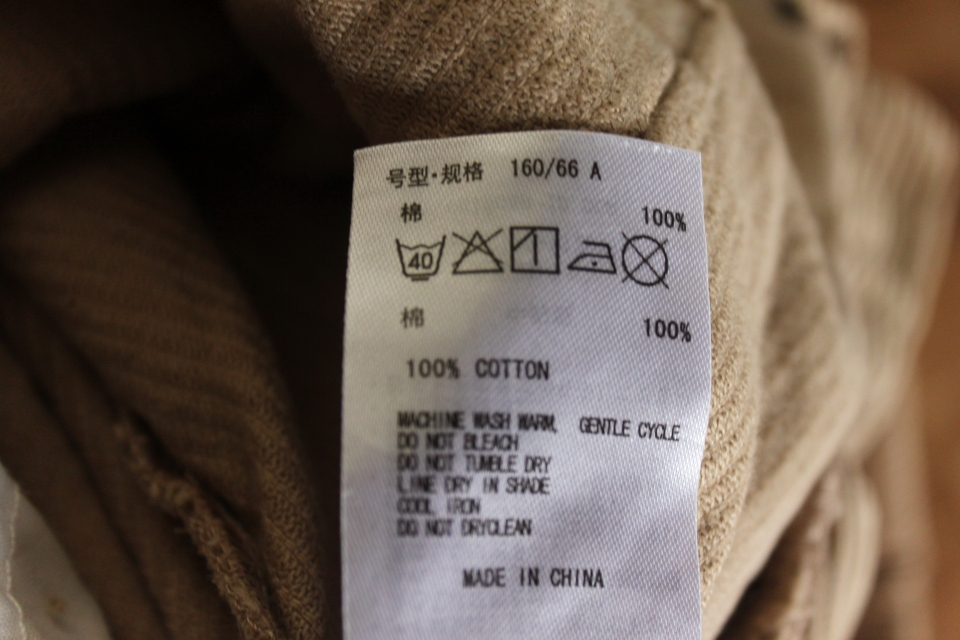 号型·规格 160/66 A
棉 100%
40
棉 100%
100% COTTON
MACHINE WASH WARM, GENTLE CYCLE
DO NOT BLEACH
DO NOT TUMBLE DRY
LINE DRY IN SHADE
COOL IRON
DO NOT DRYCLEAN
MADE IN CHINA